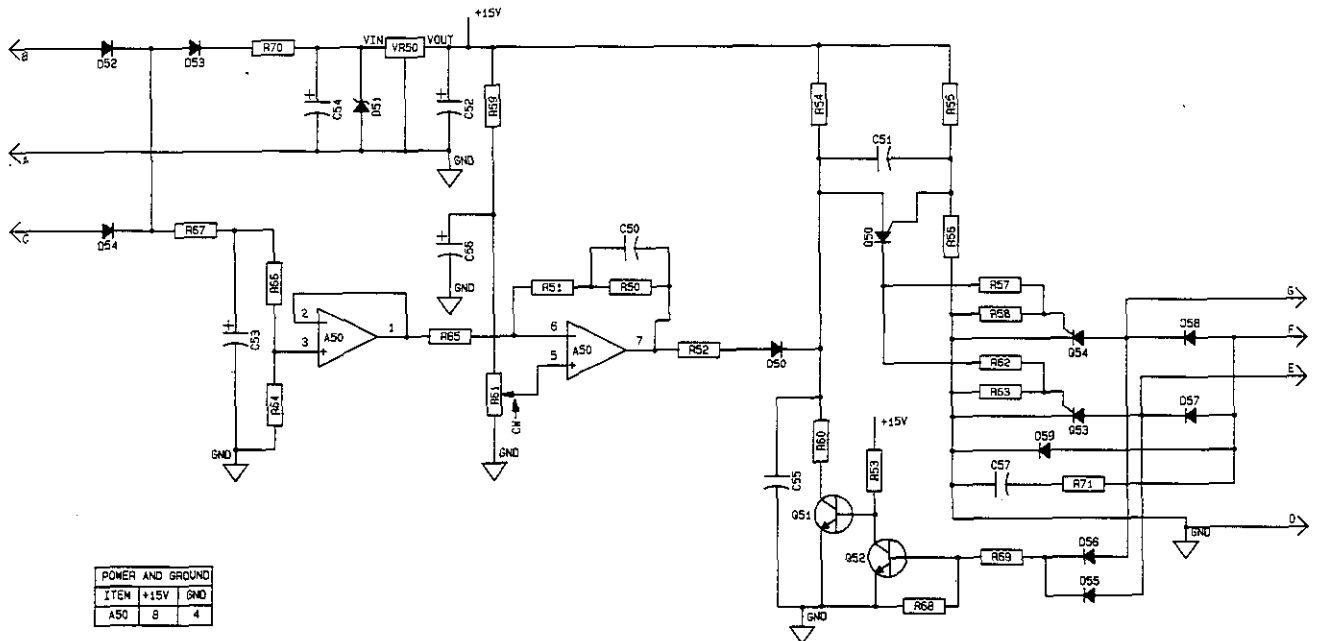 +15V
B
D52
D53
R70
VIN
VR50
VOUT
+
C54
D51
+
C52
R59
R54
R55
C51
A
GND
C
D54
R67
+
C56
GND
C50
R51
R50
Q50
R56
R66
+
C53
2
3
A50
1
R65
6
5
A50
7
R52
D50
R57
R58
Q54
D58
G
F
E
R62
R63
Q53
D57
R64
R61
CW
GND
GND
R60
+15V
R53
D59
C57
R71
C55
Q51
Q52
GND
D
R69
D56
D55
R68
GND
POWER AND GROUND
ITEM +15V GND
A50 8 4